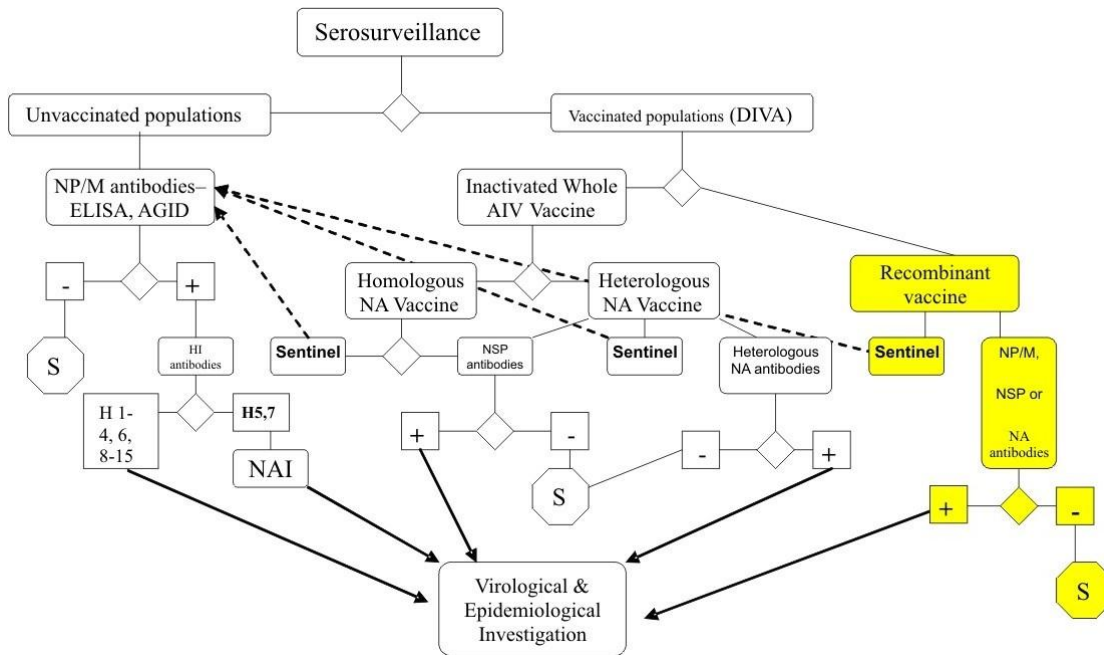 Serosurveillance
Unvaccinated populations
Vaccinated populations (DIVA)
NP/M antibodies–
ELISA, AGID
Inactivated Whole
AIV Vaccine
-
+
Homologous
NA Vaccine
Heterologous
NA Vaccine
Recombinant
vaccine
S
HI
antibodies
Sentinel
NSP
antibodies
Sentinel
Heterologous
NA antibodies
Sentinel
NP/M,
NSP or
NA
antibodies
H 1-
4, 6,
8-15
H5,7
NAI
+
-
S
-
+
+
-
S
Virological &
Epidemiological
Investigation